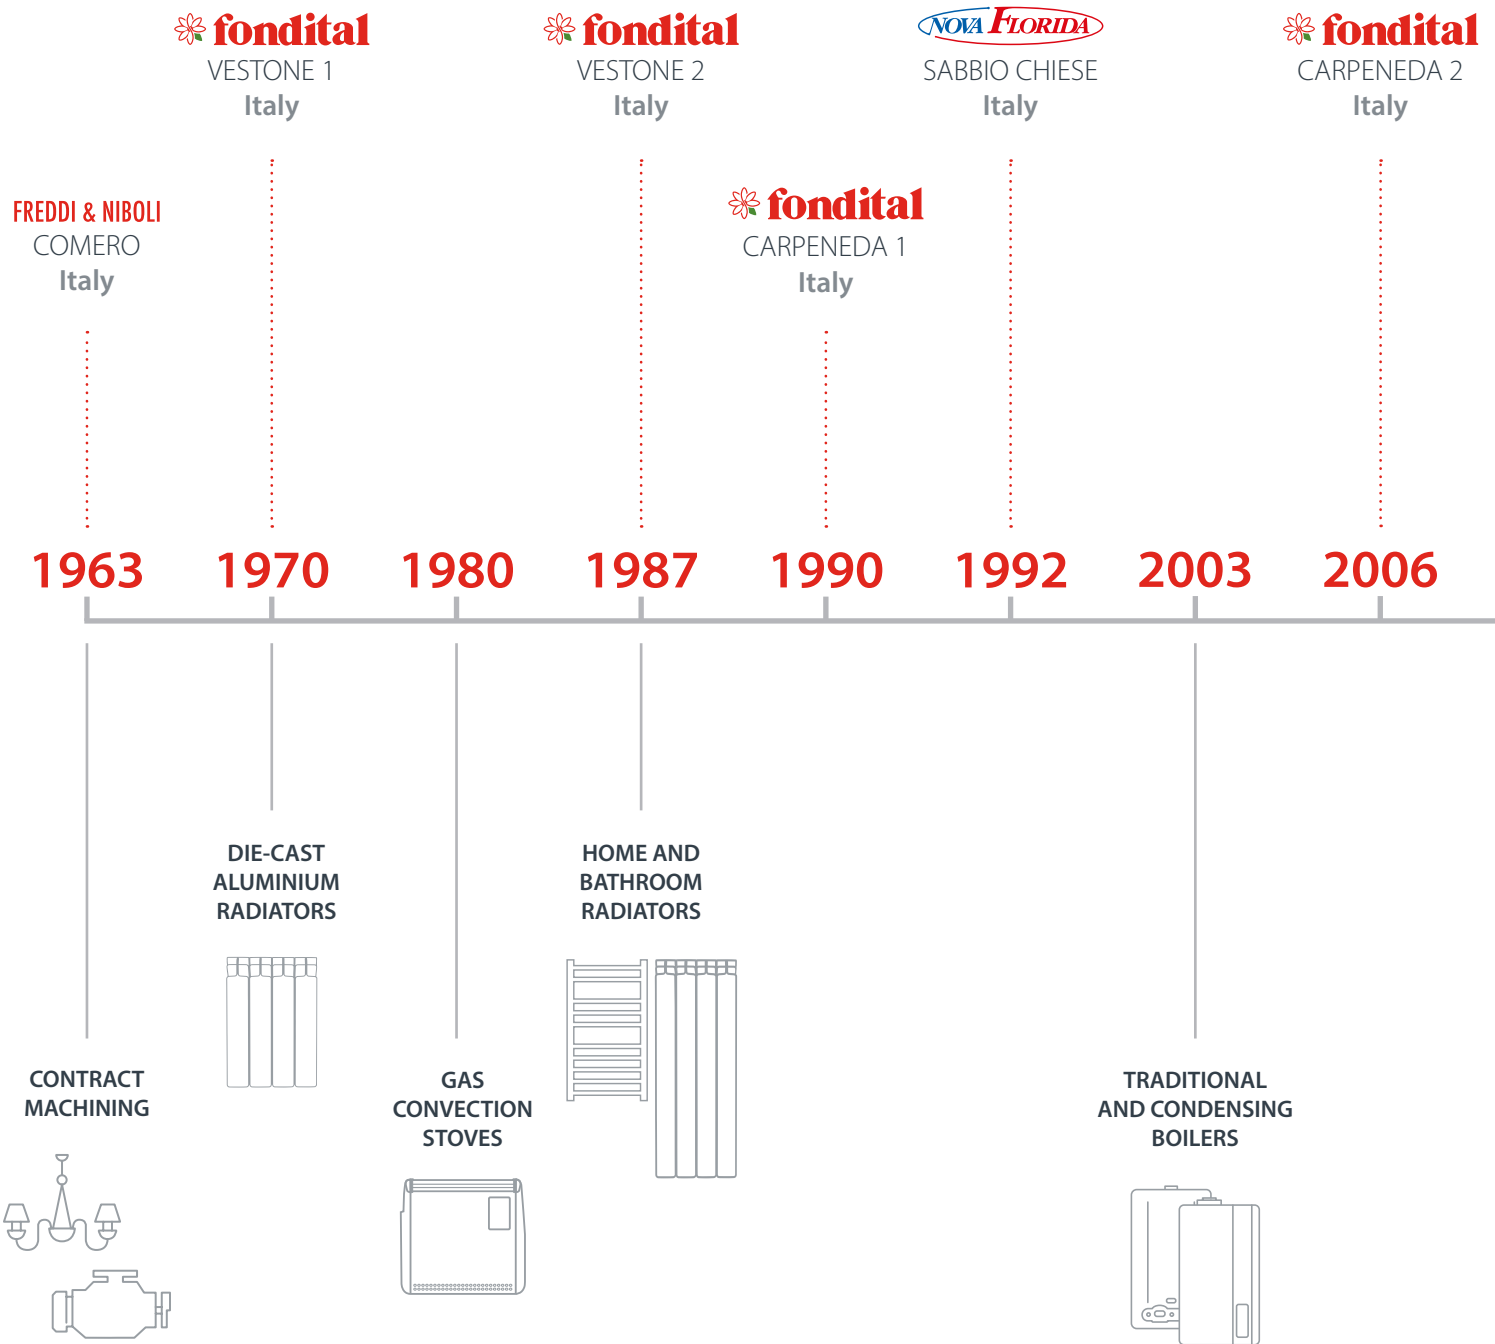 fondital
VESTONE 1
Italy
fondital
VESTONE 2
Italy
NOVA FLORIDA
SABBIO CHIESE
Italy
fondital
CARPENEDA 2
Italy
FREDDI & NIBOLI
COMERO
Italy
fondital
CARPENEDA 1
Italy
1963
1970
1980
1987
1990
1992
2003
2006
DIE-CAST
ALUMINIUM
RADIATORS
HOME AND
BATHROOM
RADIATORS
CONTRACT
MACHINING
GAS
CONVECTION
STOVES
TRADITIONAL
AND CONDENSING
BOILERS